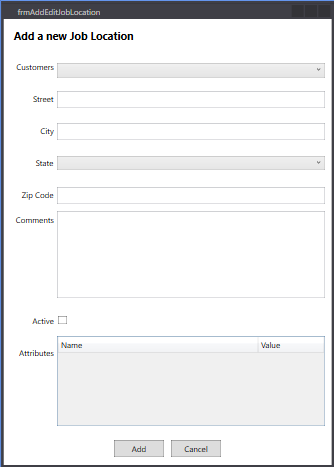 frmAddEditJobLocation
Add a new Job Location
Customers
Street
City
State
Zip Code
Comments
Active
Attributes
Name Value
Add Cancel